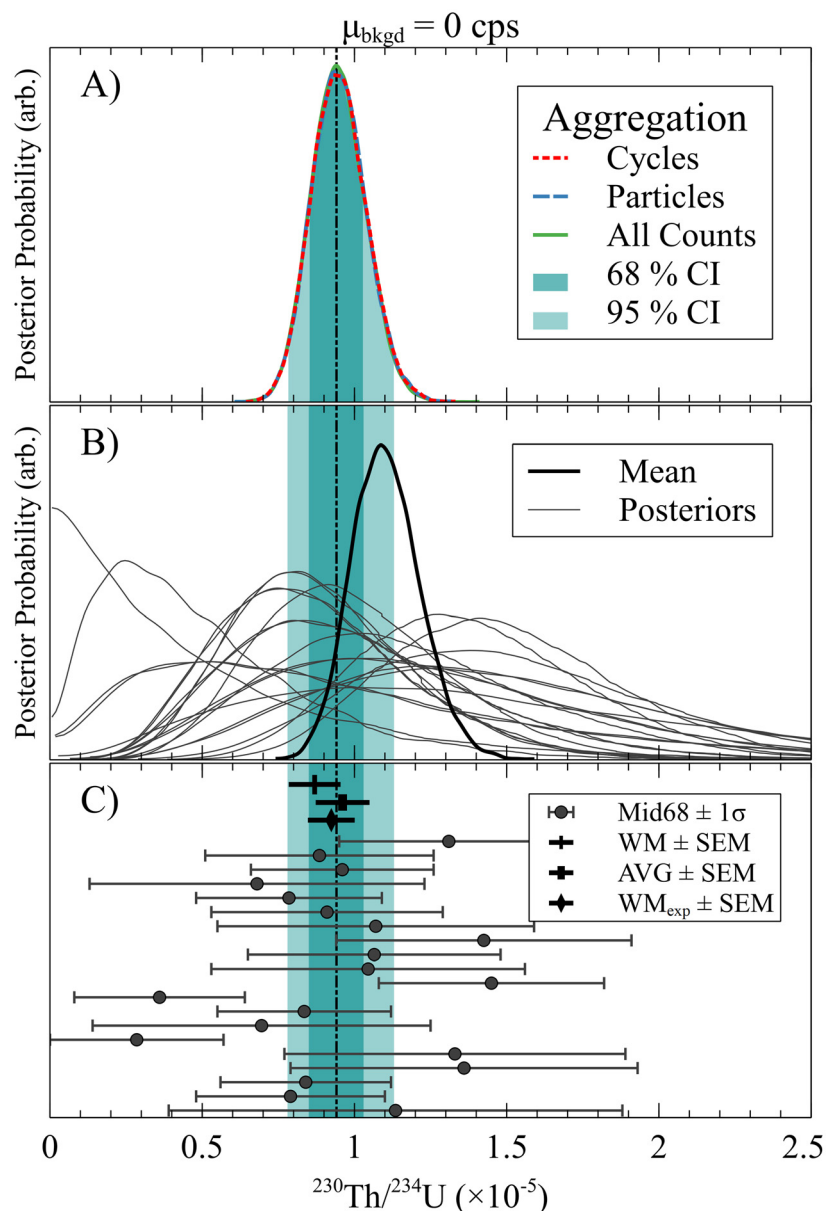 μbkgd = 0 cps
A)
Posterior Probability (arb.)
Aggregation
Cycles
Particles
All Counts
68 % CI
95 % CI
B)
Posterior Probability (arb.)
Mean
Posteriors
C)
Mid68 ± 1σ
WM ± SEM
AVG ± SEM
WMexp ± SEM
0 0.5 1 1.5 2 2.5
²³⁰Th/²³⁴U (×10⁻⁵)